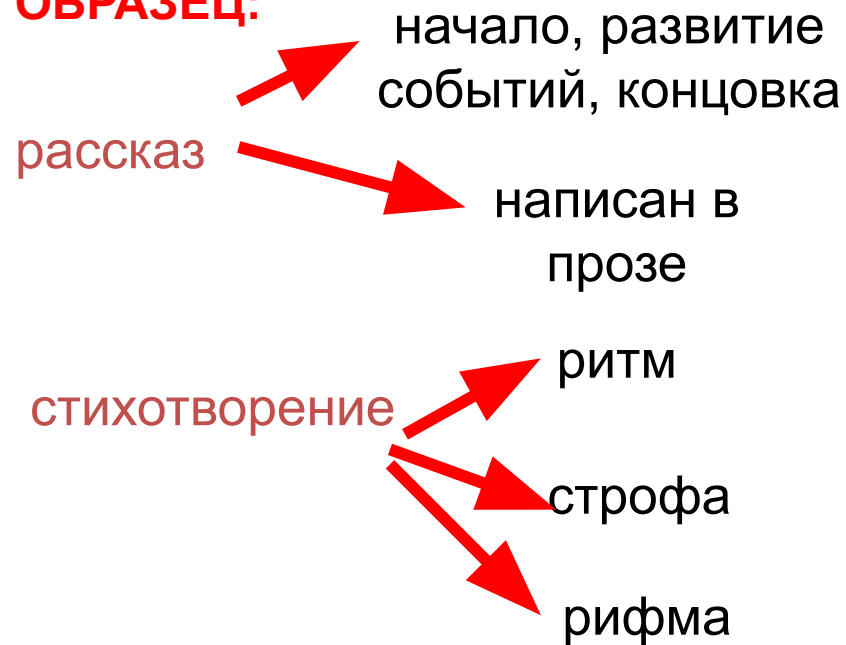 ОБРАЗЕЦ:
начало, развитие
событий, концовка
рассказ
написан в
прозе
ритм
стихотворение
строфа
рифма